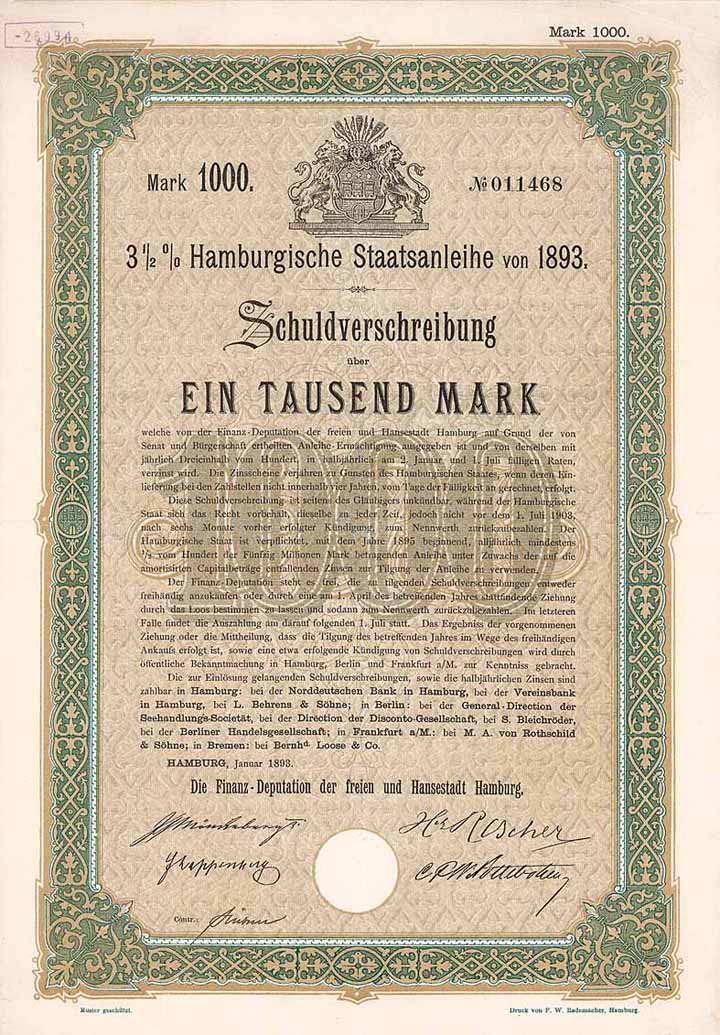 Mark 1000.
Mark 1000.
№ 011468
3 1/2 % Hamburgische Staatsanleihe von 1893.
Schuldverschreibung
über
EIN TAUSEND MARK
welche von der Finanz-Deputation der freien und Hansestadt Hamburg auf Grund der von
Senat und Bürgerschaft ertheilten Anleihe-Ermächtigung ausgegeben ist und von derselben mit
jährlich Dreieinhalb vom Hundert, in halbjährlich am 2. Januar und 1. Juli fälligen Raten,
verzinst wird. Die Zinsscheine verjähren zu Gunsten des Hamburgischen Staates, wenn deren Ein-
lieferung bei den Zahlstellen nicht innerhalb vier Jahren, vom Tage der Fälligkeit an gerechnet, erfolgt.
Diese Schuldverschreibung ist seitens des Gläubigers unkündbar, während der Hamburgische
Staat sich das Recht vorbehält, dieselbe zu jeder Zeit, jedoch nicht vor dem 1. Juli 1903,
nach sechs Monate vorher erfolgter Kündigung, zum Nennwerth zurückzubezahlen. Der
Hamburgische Staat ist verpflichtet, mit dem Jahre 1895 beginnend, alljährlich mindestens
vom Hundert der Fünfzig Millionen Mark betragenden Anleihe unter Zuwachs der auf die
amortisirten Capitalbeträge entfallenden Zinsen zur Tilgung der Anleihe zu verwenden.
Der Finanz-Deputation steht es frei, die zu tilgenden Schuldverschreibungen entweder
freihändig anzukaufen oder durch eine am 1. April des betreffenden Jahres stattfindende Ziehung
durch das Loos bestimmen zu lassen und sodann zum Nennwerth zurückzubezahlen. Im letzteren
Falle findet die Auszahlung am darauf folgenden 1. Juli statt. Das Ergebniss der vorgenommenen
Ziehung oder die Mittheilung, dass die Tilgung des betreffenden Jahres im Wege des freihändigen
Ankaufs erfolgt ist, sowie eine etwa erfolgende Kündigung von Schuldverschreibungen wird durch
öffentliche Bekanntmachung in Hamburg, Berlin und Frankfurt a/M. zur Kenntniss gebracht.
Die zur Einlösung gelangenden Schuldverschreibungen, sowie die halbjährlichen Zinsen sind
zahlbar in Hamburg: bei der Norddeutschen Bank in Hamburg, bei der Vereinsbank
in Hamburg, bei L. Behrens & Söhne; in Berlin: bei der General-Direction der
Seehandlungs-Societät, bei der Direction der Disconto-Gesellschaft, bei S. Bleichröder,
bei der Berliner Handelsgesellschaft; in Frankfurt a/M.: bei M. A. von Rothschild
& Söhne; in Bremen: bei Bernhd. Loose & Co.
HAMBURG, Januar 1893.
Die Finanz-Deputation der freien und Hansestadt Hamburg.
Contr.:
Muster geschützt.
Druck von F. W. Rademacher, Hamburg.